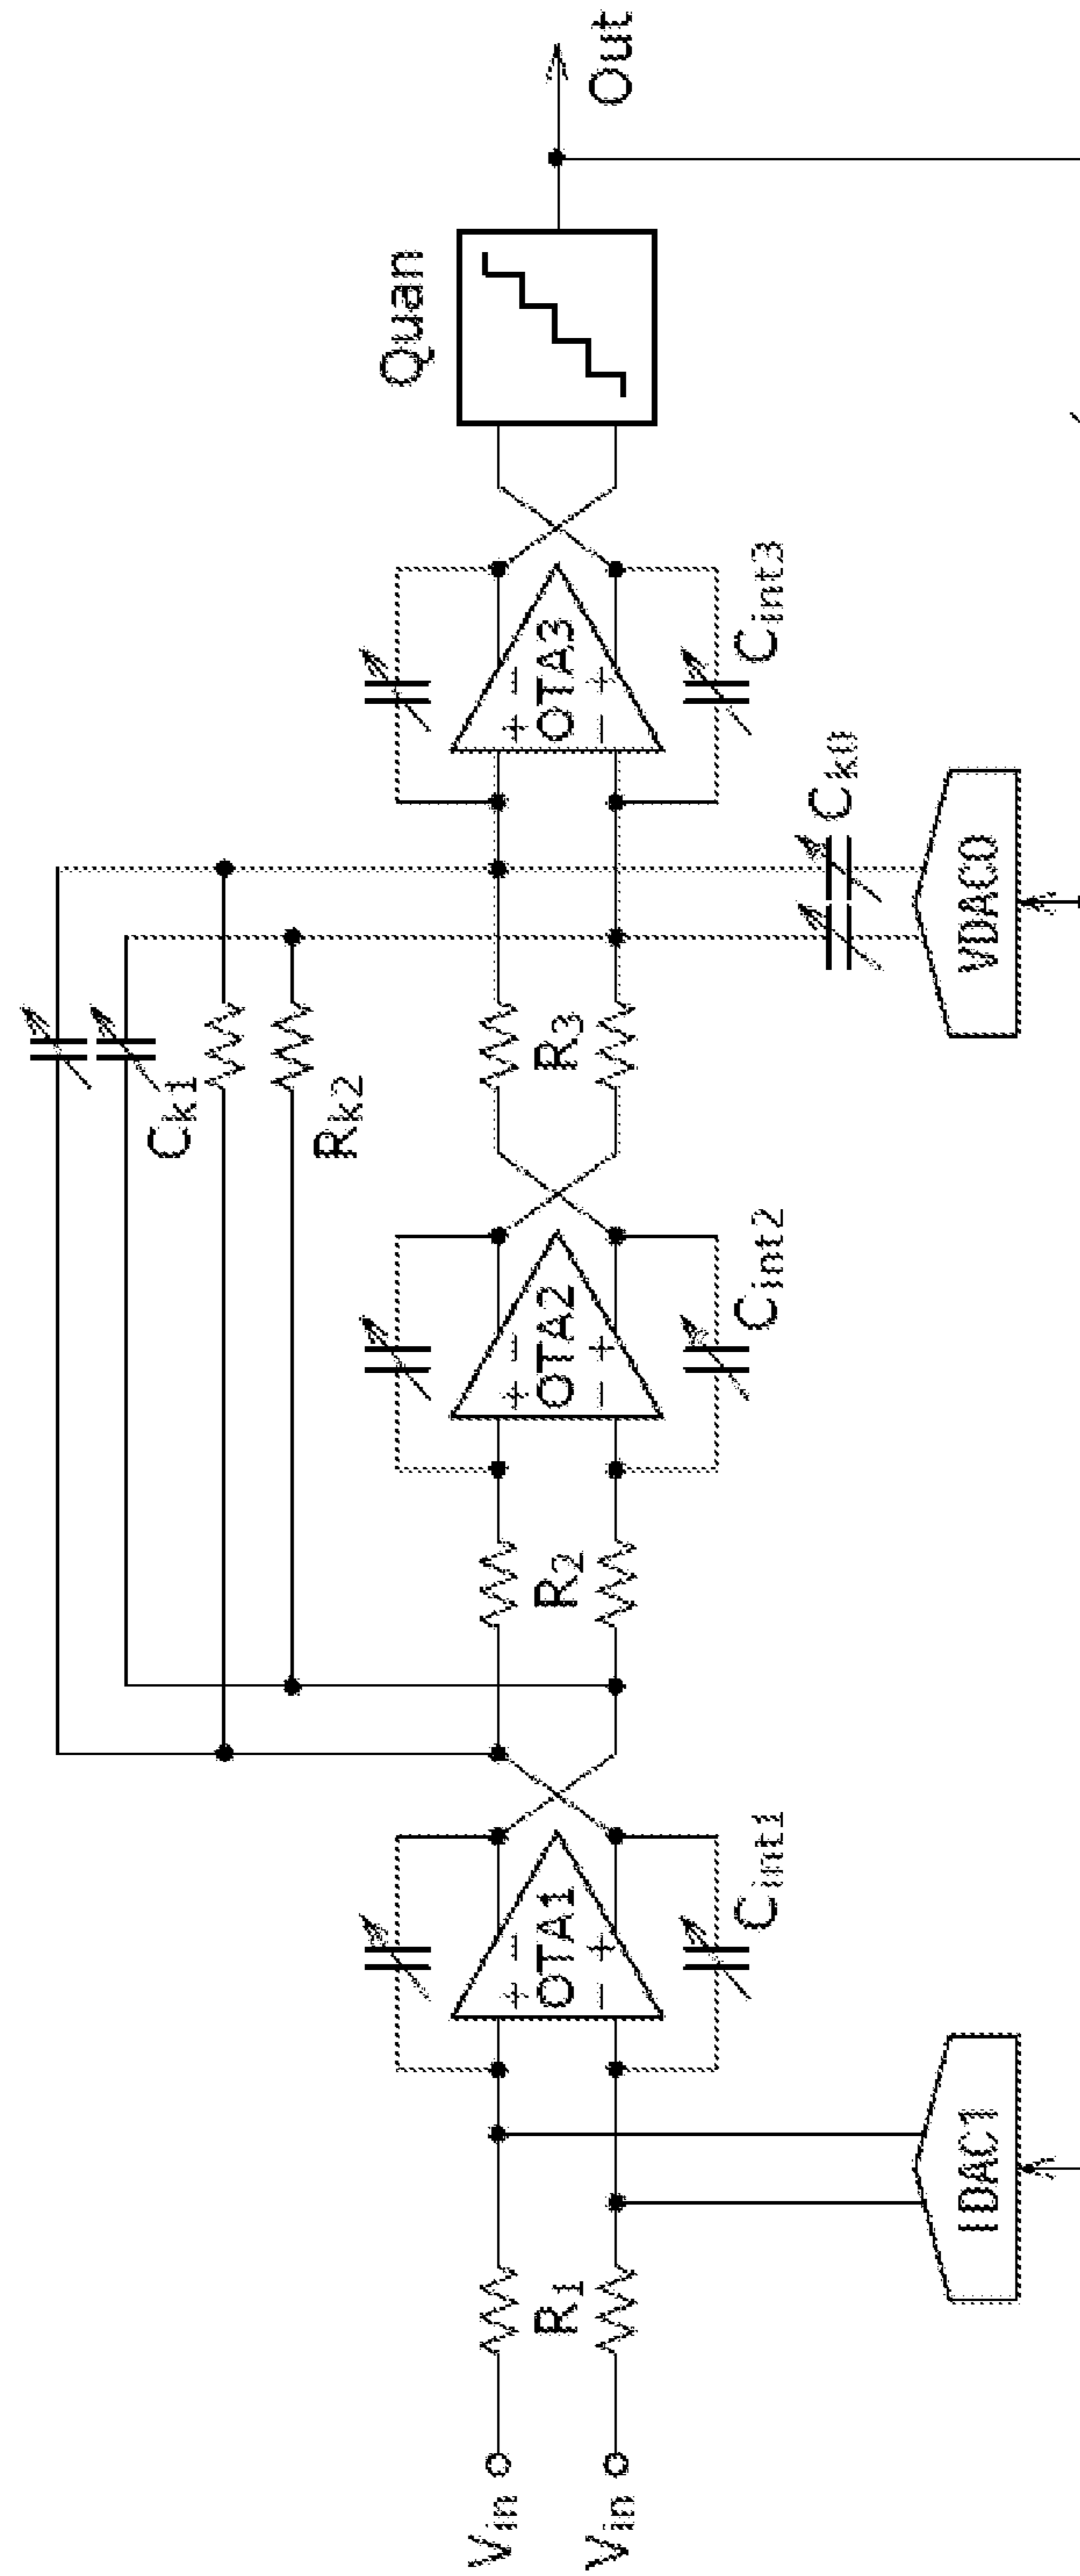 Vin
Vin
R1
IDAC1
+ −
OTA1
− +
Cint1
R2
+ −
OTA2
− +
Cint2
Ck1
Rk2
R3
Ck0
VDAC0
+ −
OTA3
− +
Cint3
Quan
Out